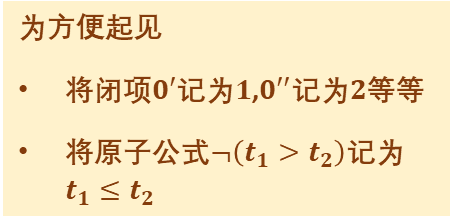 为方便起见
• 将闭项0′记为1,0′′记为2等等
• 将原子公式¬(t₁ > t₂)记为
t₁ ≤ t₂